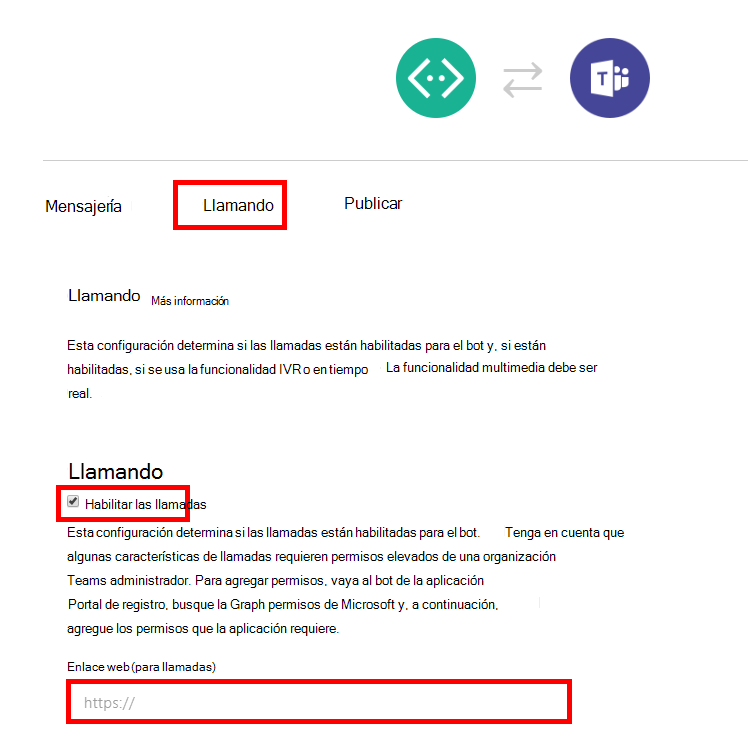 T
Mensajería Llamando Publicar
Llamando Más información
Esta configuración determina si las llamadas están habilitadas para el bot y, si están
habilitadas, si se usa la funcionalidad IVR o en tiempo La funcionalidad multimedia debe ser
real.
Llamando
Habilitar las llamadas
Esta configuración determina si las llamadas están habilitadas para el bot. Tenga en cuenta que
algunas características de llamadas requieren permisos elevados de una organización
Teams administrador. Para agregar permisos, vaya al bot de la aplicación
Portal de registro, busque la Graph permisos de Microsoft y, a continuación,
agregue los permisos que la aplicación requiere.
Enlace web (para llamadas)
https://